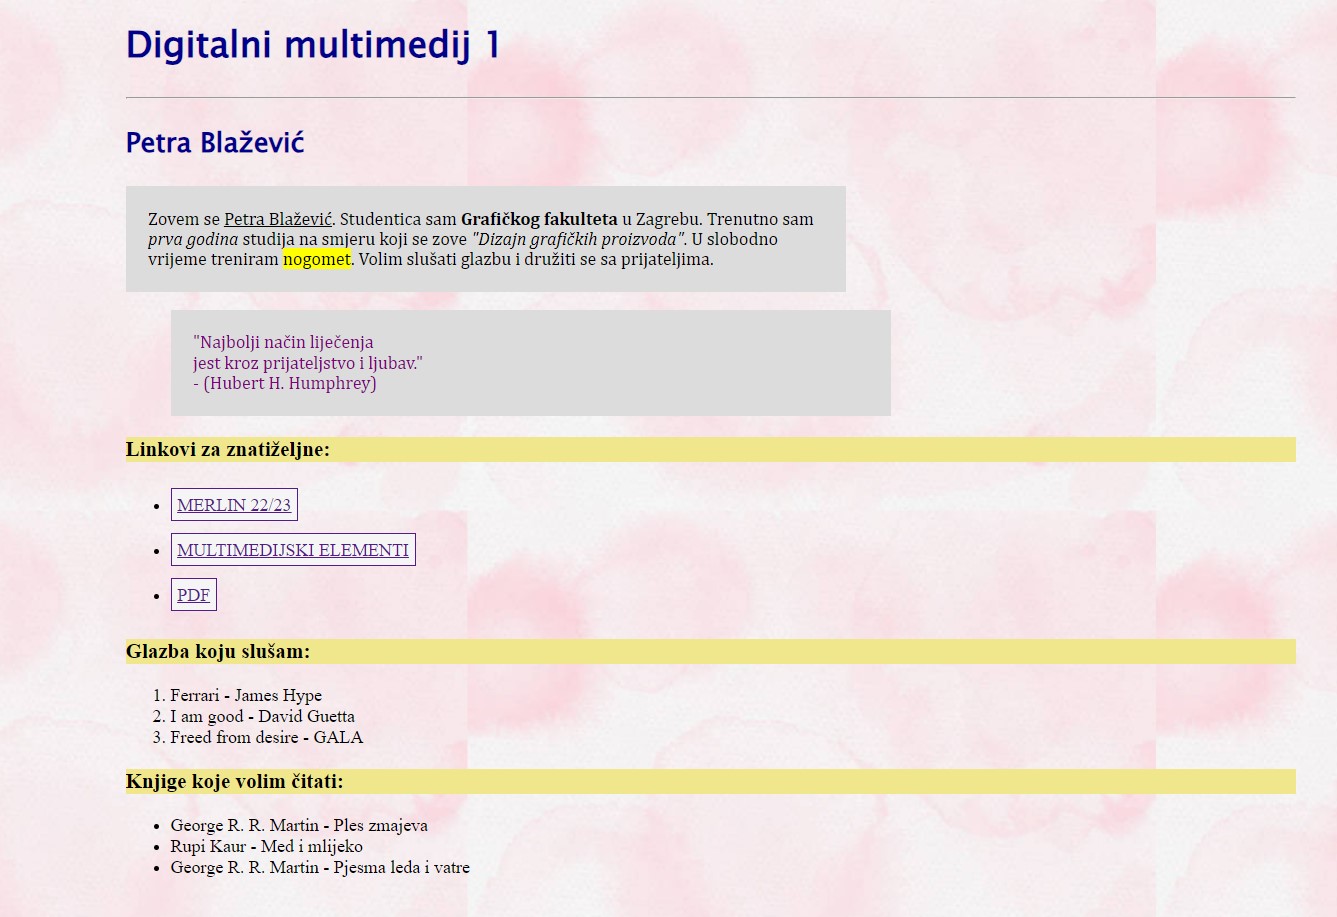 Digitalni multimedij 1
Petra Blažević
Zovem se Petra Blažević. Studentica sam Grafičkog fakulteta u Zagrebu. Trenutno sam
prva godina studija na smjeru koji se zove "Dizajn grafičkih proizvoda". U slobodno
vrijeme treniram nogomet. Volim slušati glazbu i družiti se sa prijateljima.
"Najbolji način liječenja
jest kroz prijateljstvo i ljubav."
- (Hubert H. Humphrey)
Linkovi za znatiželjne:
• MERLIN 22/23
• MULTIMEDIJSKI ELEMENTI
• PDF
Glazba koju slušam:
1. Ferrari - James Hype
2. I am good - David Guetta
3. Freed from desire - GALA
Knjige koje volim čitati:
• George R. R. Martin - Ples zmajeva
• Rupi Kaur - Med i mlijeko
• George R. R. Martin - Pjesma leda i vatre